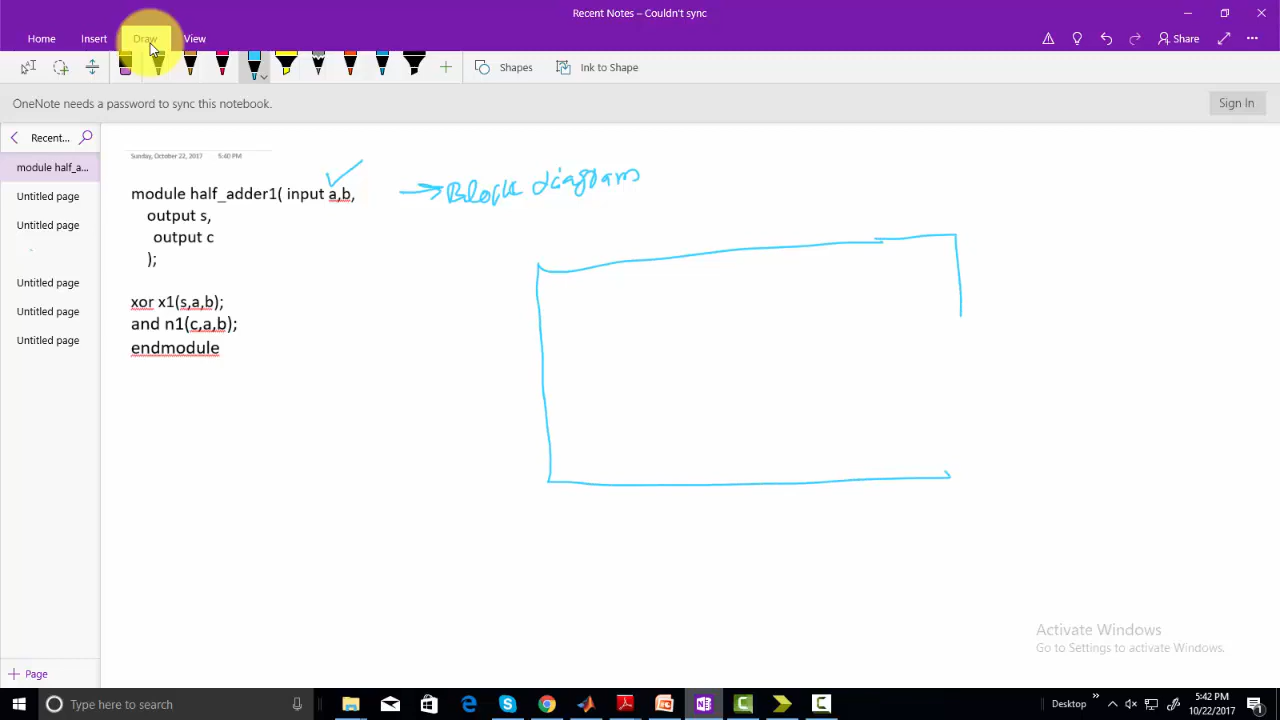 Recent Notes – Couldn't sync
Home Insert Draw View
Share
Shapes Ink to Shape
OneNote needs a password to sync this notebook.
Sign In
Recent...
Sunday, October 22, 2017 5:40 PM
module half_a...
Untitled page
Untitled page
Untitled page
Untitled page
Untitled page
module half_adder1( input a,b,
output s,
output c
);
xor x1(s,a,b);
and n1(c,a,b);
endmodule
Block diagram
Activate Windows
Go to Settings to activate Windows.
+ Page
Type here to search
Desktop
5:42 PM
10/22/2017